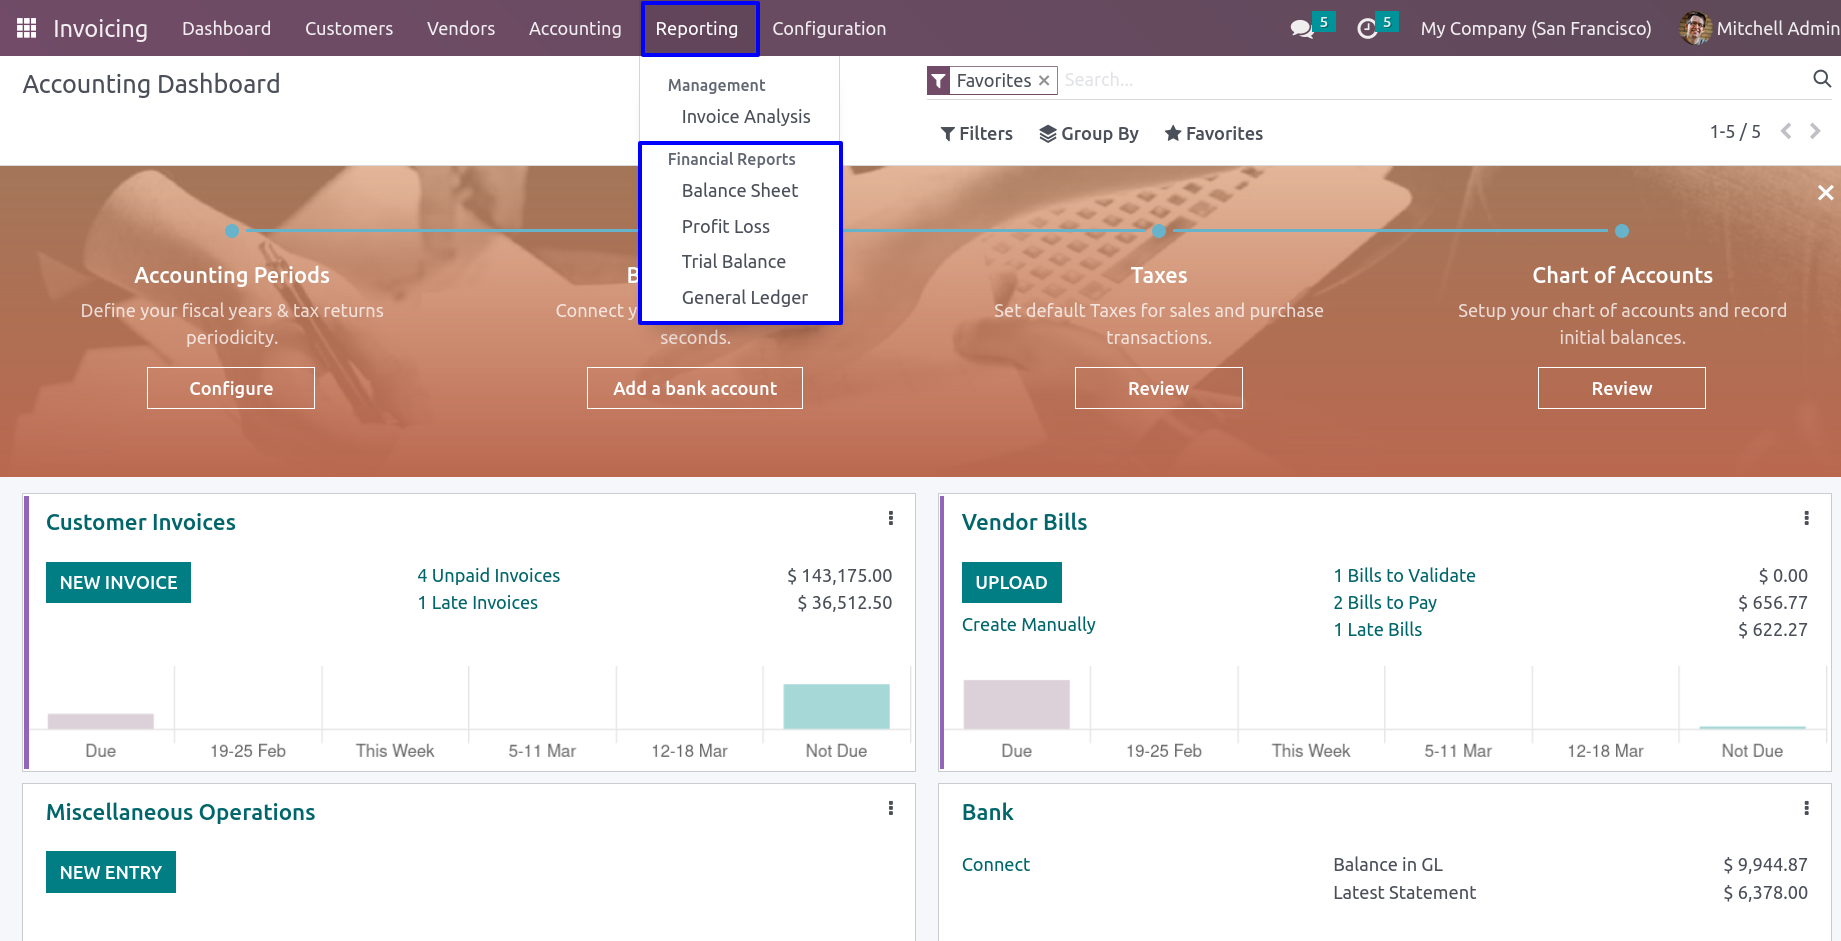 Invoicing Dashboard Customers Vendors Accounting Reporting Configuration 5 5 My Company (San Francisco) Mitchell Admin
Accounting Dashboard
Favorites × Search...
Filters Group By Favorites 1-5 / 5
Management
Invoice Analysis
Financial Reports
Balance Sheet
Profit Loss
Trial Balance
General Ledger
Accounting Periods
Define your fiscal years & tax returns
periodicity.
Configure
B
Connect y
seconds.
Add a bank account
Taxes
Set default Taxes for sales and purchase
transactions.
Review
Chart of Accounts
Setup your chart of accounts and record
initial balances.
Review
Customer Invoices
NEW INVOICE
4 Unpaid Invoices $ 143,175.00
1 Late Invoices $ 36,512.50
Due 19-25 Feb This Week 5-11 Mar 12-18 Mar Not Due
Vendor Bills
UPLOAD
Create Manually
1 Bills to Validate $ 0.00
2 Bills to Pay $ 656.77
1 Late Bills $ 622.27
Due 19-25 Feb This Week 5-11 Mar 12-18 Mar Not Due
Miscellaneous Operations
NEW ENTRY
Bank
Connect
Balance in GL $ 9,944.87
Latest Statement $ 6,378.00